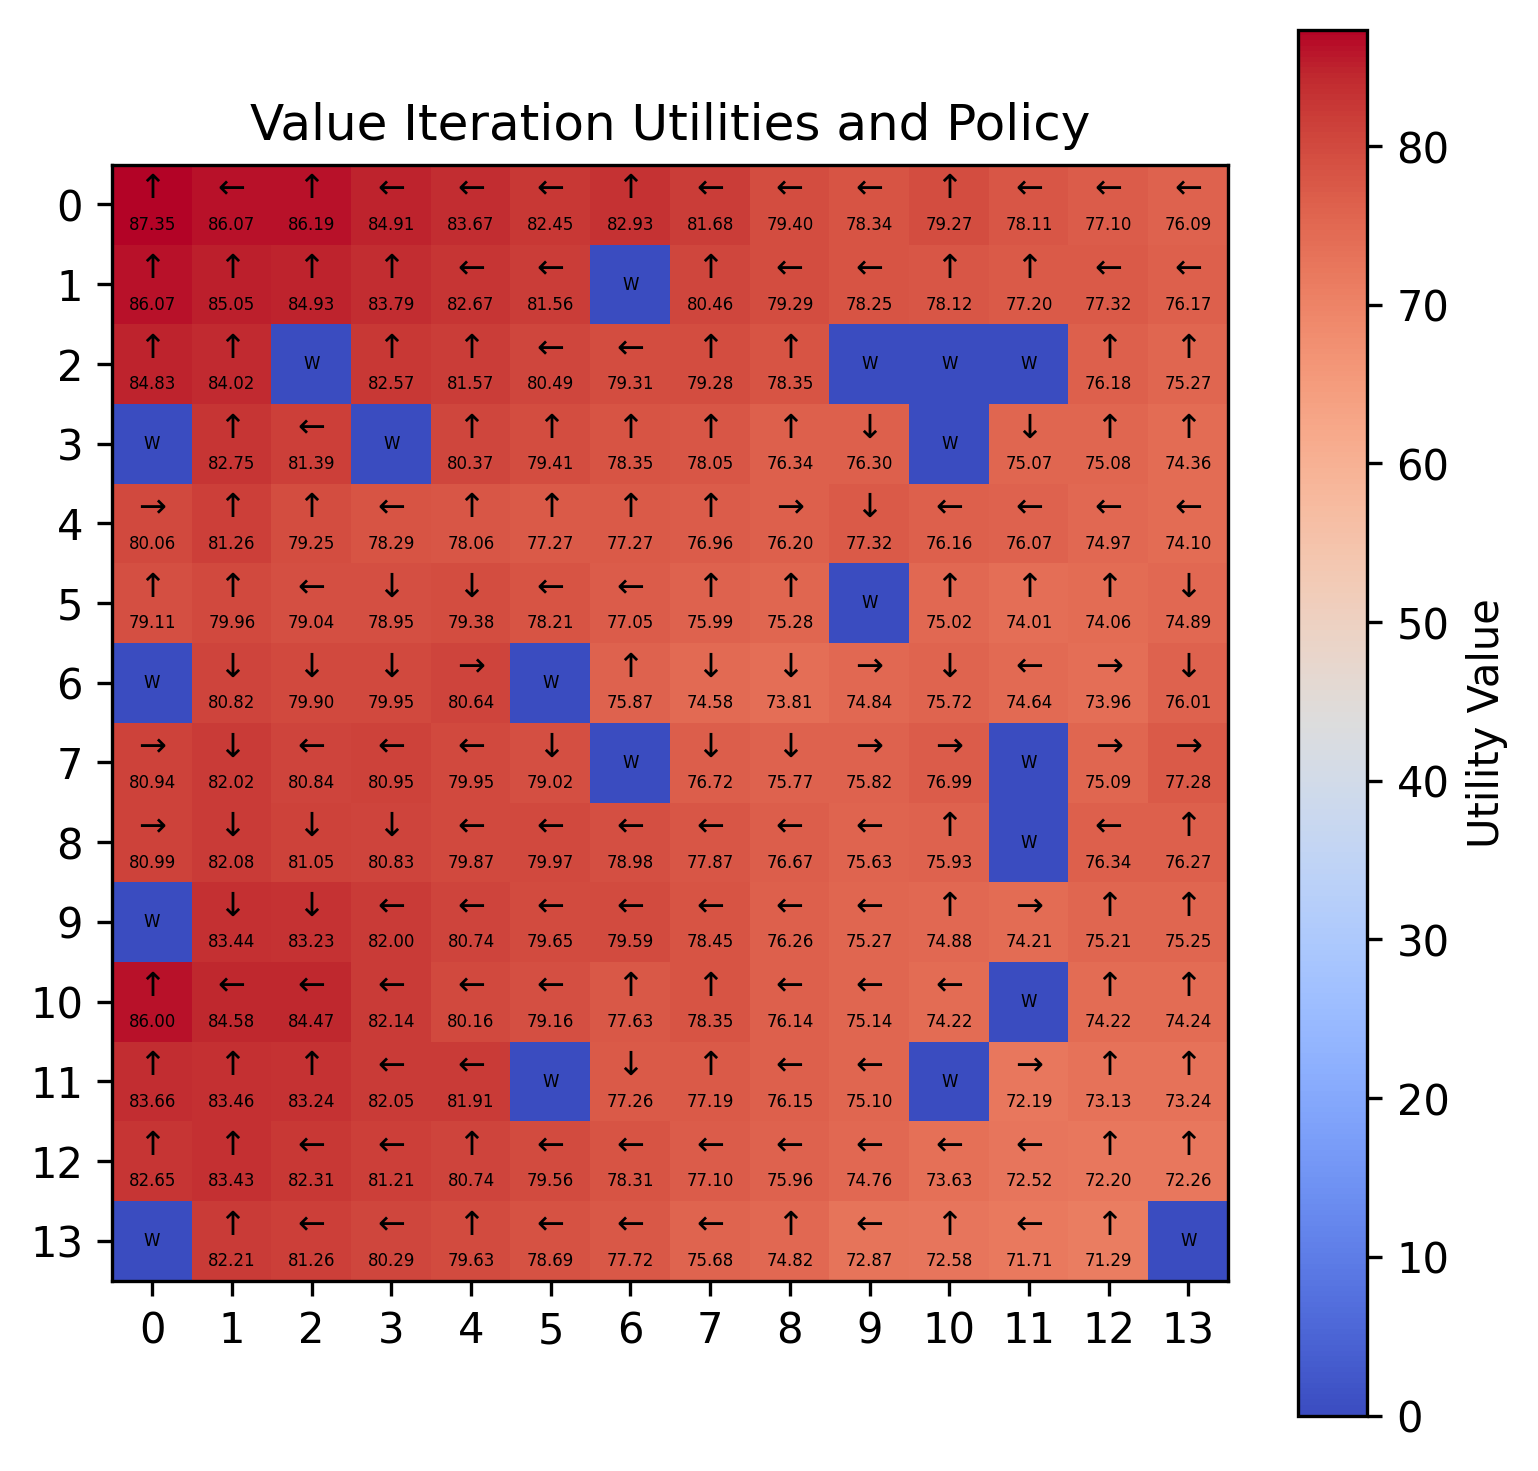 Value Iteration Utilities and Policy
0 ↑ ← ↑ ← ← ← ↑ ← ← ← ↑ ← ← ←
87.35 86.07 86.19 84.91 83.67 82.45 82.93 81.68 79.40 78.34 79.27 78.11 77.10 76.09
1 ↑ ↑ ↑ ↑ ← ← W ↑ ← ← ↑ ↑ ← ←
86.07 85.05 84.93 83.79 82.67 81.56 80.46 79.29 78.25 78.12 77.20 77.32 76.17
2 ↑ ↑ W ↑ ↑ ← ← ↑ ↑ W W W ↑ ↑
84.83 84.02 82.57 81.57 80.49 79.31 79.28 78.35 76.18 75.27
3 W ↑ ← W ↑ ↑ ↑ ↑ ↑ ↓ W ↓ ↑ ↑
82.75 81.39 80.37 79.41 78.35 78.05 76.34 76.30 75.07 75.08 74.36
4 → ↑ ↑ ← ↑ ↑ ↑ ↑ → ↓ ← ← ← ←
80.06 81.26 79.25 78.29 78.06 77.27 77.27 76.96 76.20 77.32 76.16 76.07 74.97 74.10
5 ↑ ↑ ← ↓ ↓ ← ← ↑ ↑ W ↑ ↑ ↑ ↓
79.11 79.96 79.04 78.95 79.38 78.21 77.05 75.99 75.28 75.02 74.01 74.06 74.89
6 W ↓ ↓ ↓ → W ↑ ↓ ↓ → ↓ ← → ↓
80.82 79.90 79.95 80.64 75.87 74.58 73.81 74.84 75.72 74.64 73.96 76.01
7 → ↓ ← ← ← ↓ W ↓ ↓ → → W → →
80.94 82.02 80.84 80.95 79.95 79.02 76.72 75.77 75.82 76.99 75.09 77.28
8 → ↓ ↓ ↓ ← ← ← ← ← ← ↑ W ← ↑
80.99 82.08 81.05 80.83 79.87 79.97 78.98 77.87 76.67 75.63 75.93 76.34 76.27
9 W ↓ ↓ ← ← ← ← ← ← ← ↑ → ↑ ↑
83.44 83.23 82.00 80.74 79.65 79.59 78.45 76.26 75.27 74.88 74.21 75.21 75.25
10 ↑ ← ← ← ← ← ↑ ↑ ← ← ← W ↑ ↑
86.00 84.58 84.47 82.14 80.16 79.16 77.63 78.35 76.14 75.14 74.22 74.22 74.24
11 ↑ ↑ ↑ ← ← W ↓ ↑ ← ← W → ↑ ↑
83.66 83.46 83.24 82.05 81.91 77.26 77.19 76.15 75.10 72.19 73.13 73.24
12 ↑ ↑ ← ← ↑ ← ← ← ← ← ← ← ↑ ↑
82.65 83.43 82.31 81.21 80.74 79.56 78.31 77.10 75.96 74.76 73.63 72.52 72.20 72.26
13 W ↑ ← ← ↑ ← ← ← ↑ ← ↑ ← ↑ W
82.21 81.26 80.29 79.63 78.69 77.72 75.68 74.82 72.87 72.58 71.71 71.29
0 1 2 3 4 5 6 7 8 9 10 11 12 13
80
70
60
50
40
30
20
10
0
Utility Value